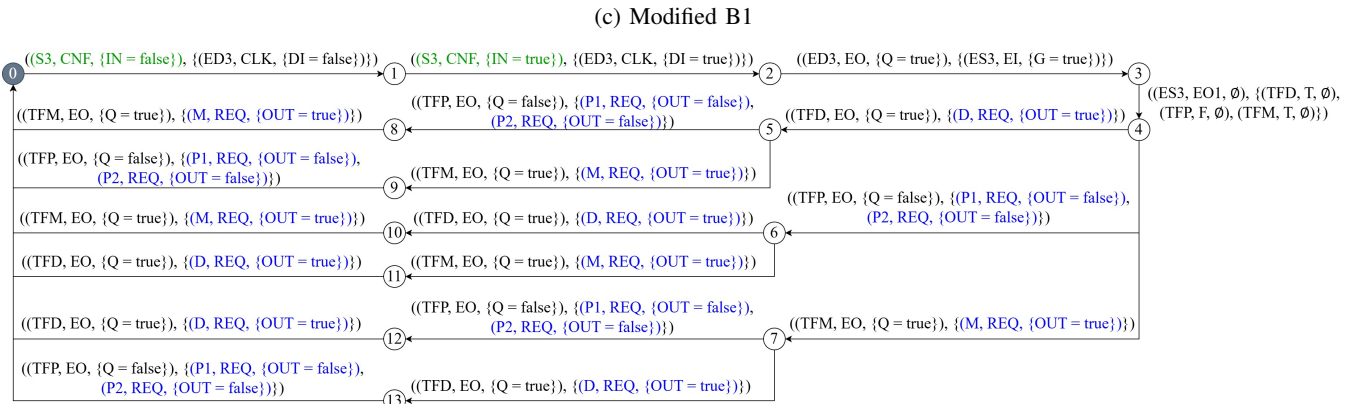 (c) Modified B1
((S3, CNF, {IN = false}), {(ED3, CLK, {DI = false})})
((S3, CNF, {IN = true}), {(ED3, CLK, {DI = true})})
((ED3, EO, {Q = true}), {(ES3, EI, {G = true})})
0
1
2
3
((ES3, EO1, ∅), {(TFD, T, ∅),
(TFP, F, ∅), (TFM, T, ∅)})
((TFM, EO, {Q = true}), {(M, REQ, {OUT = true})})
((TFP, EO, {Q = false}), {(P1, REQ, {OUT = false}),
(P2, REQ, {OUT = false})})
((TFD, EO, {Q = true}), {(D, REQ, {OUT = true})})
8
5
4
((TFP, EO, {Q = false}), {(P1, REQ, {OUT = false}),
(P2, REQ, {OUT = false})})
((TFM, EO, {Q = true}), {(M, REQ, {OUT = true})})
9
((TFP, EO, {Q = false}), {(P1, REQ, {OUT = false}),
(P2, REQ, {OUT = false})})
((TFM, EO, {Q = true}), {(M, REQ, {OUT = true})})
((TFD, EO, {Q = true}), {(D, REQ, {OUT = true})})
10
6
((TFD, EO, {Q = true}), {(D, REQ, {OUT = true})})
((TFM, EO, {Q = true}), {(M, REQ, {OUT = true})})
11
((TFD, EO, {Q = true}), {(D, REQ, {OUT = true})})
((TFP, EO, {Q = false}), {(P1, REQ, {OUT = false}),
(P2, REQ, {OUT = false})})
((TFM, EO, {Q = true}), {(M, REQ, {OUT = true})})
12
7
((TFP, EO, {Q = false}), {(P1, REQ, {OUT = false}),
(P2, REQ, {OUT = false})})
((TFD, EO, {Q = true}), {(D, REQ, {OUT = true})})
13